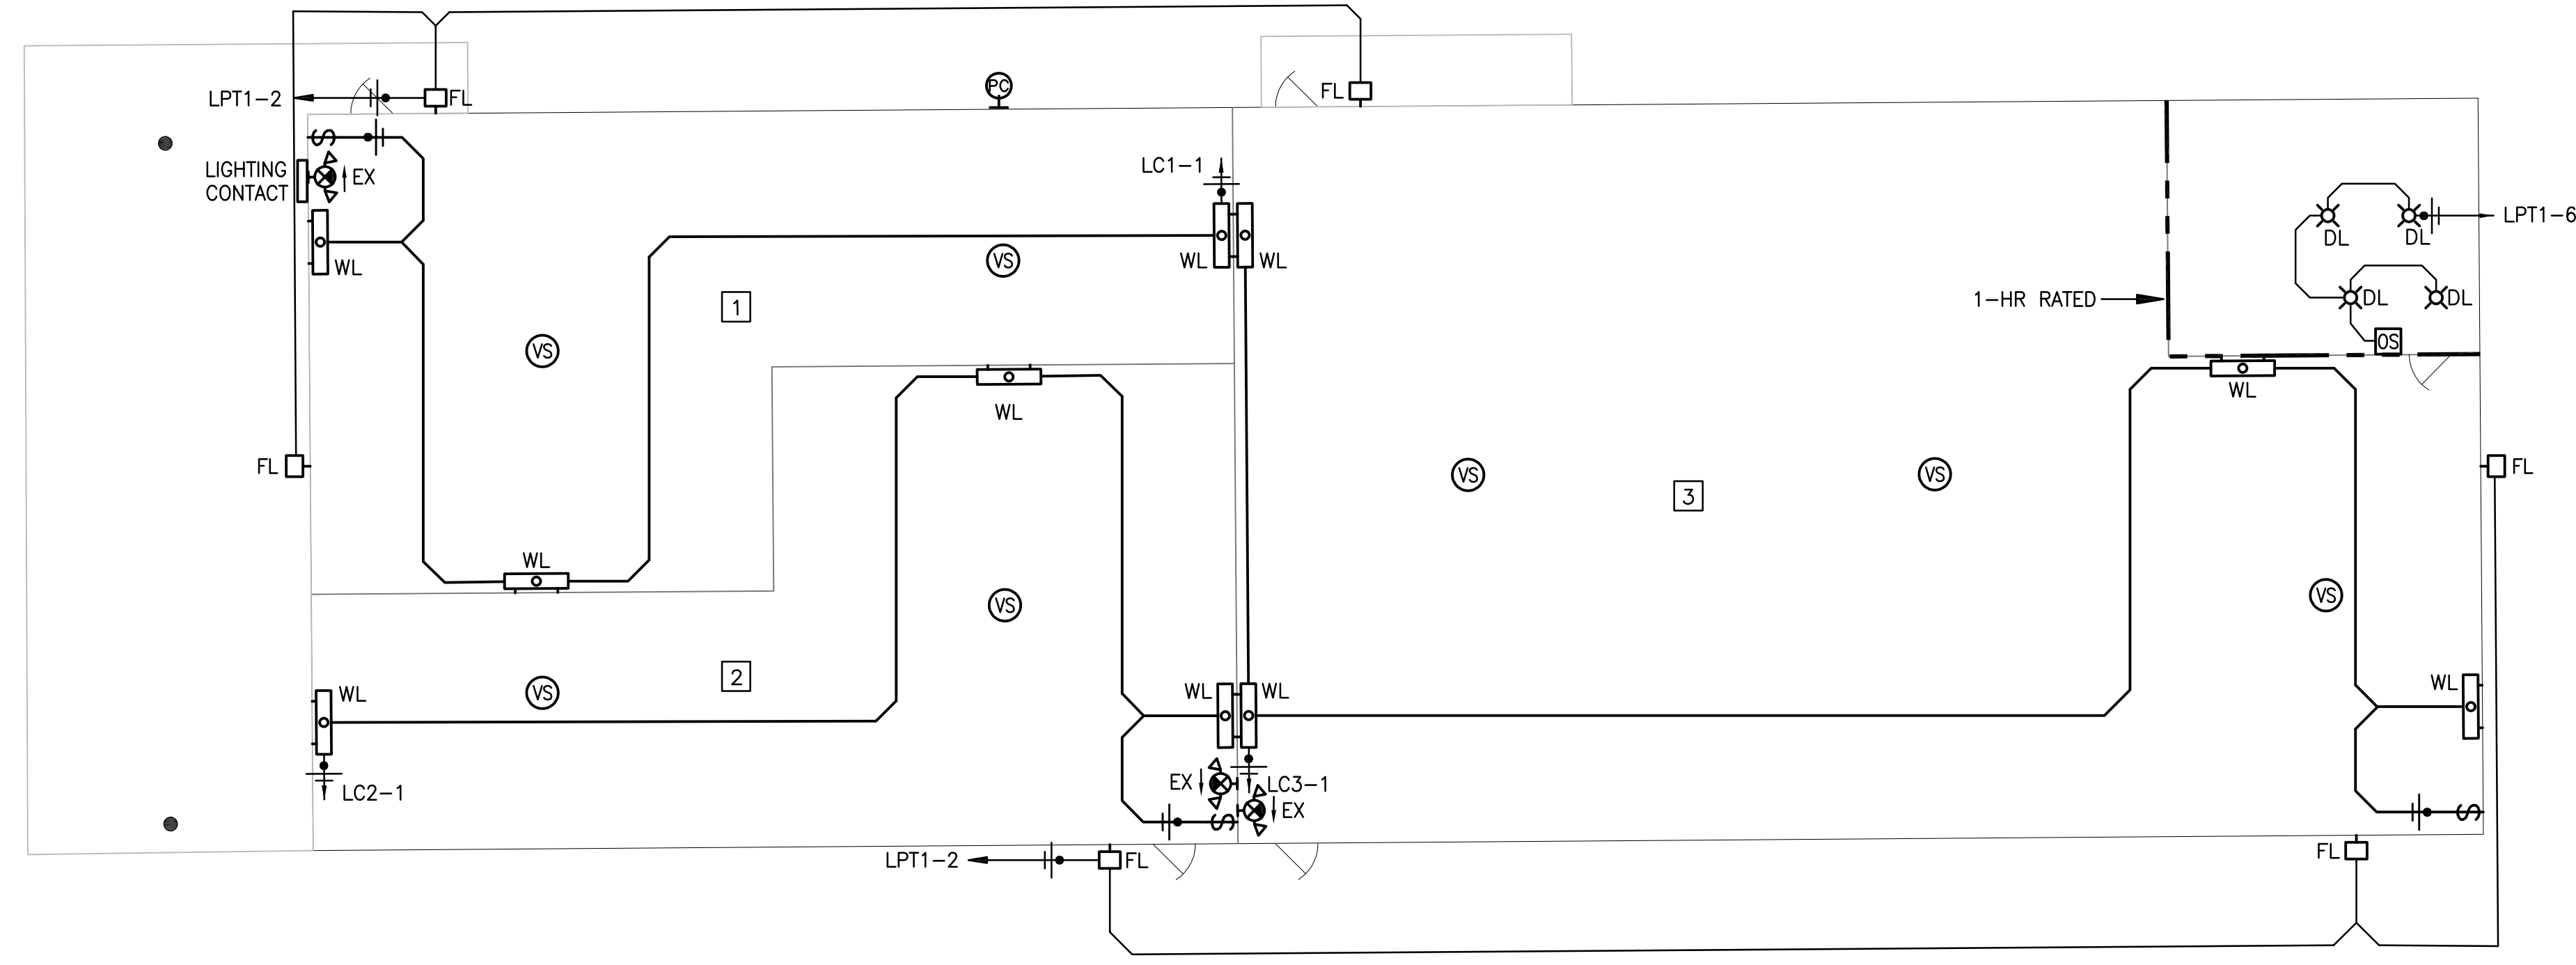 PC
FL
LPT1-2
FL
LIGHTING
CONTACT
EX
LC1-1
WL
WL
WL
VS
DL
DL
LPT1-6
DL
DL
OS
1
1-HR RATED
VS
WL
WL
FL
VS
VS
3
FL
WL
VS
VS
2
WL
VS
WL
WL
WL
LC2-1
EX
LC3-1
EX
LPT1-2
FL
FL